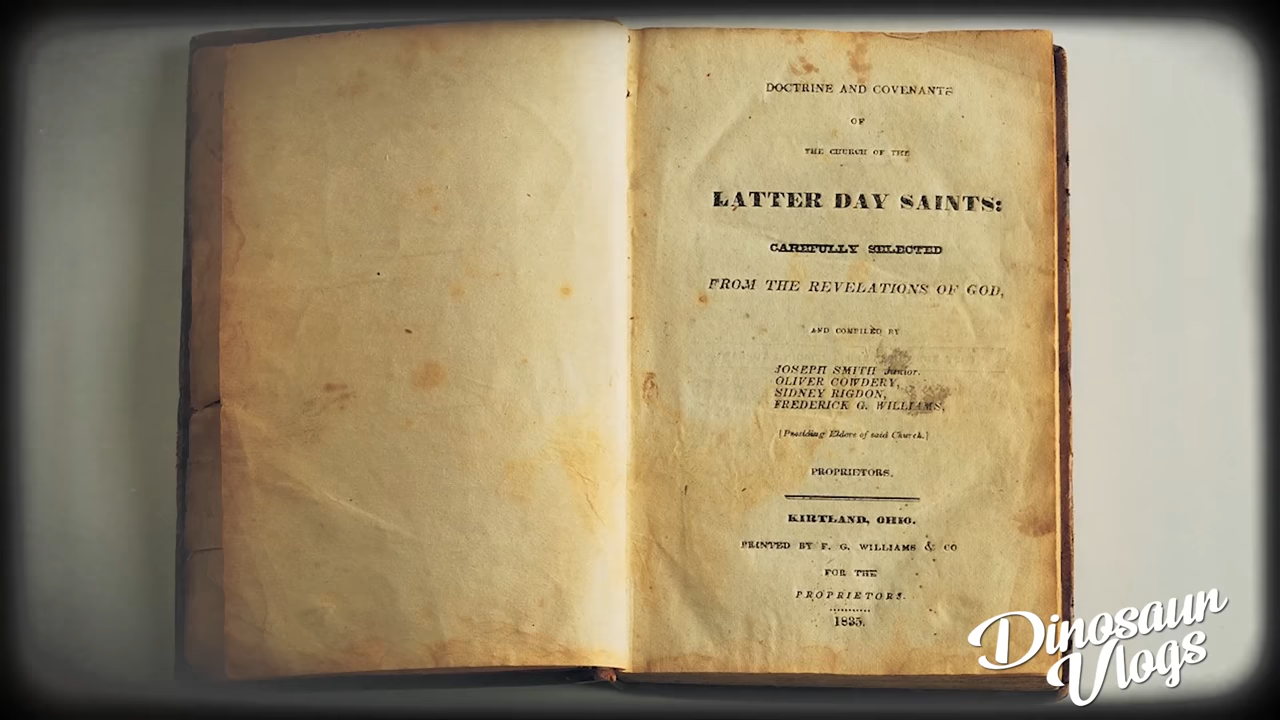 DOCTRINE AND COVENANTS
OF
THE CHURCH OF THE
LATTER DAY SAINTS:
CAREFULLY SELECTED
FROM THE REVELATIONS OF GOD,
AND COMPILED BY
JOSEPH SMITH Junior.
OLIVER COWDERY,
SIDNEY RIGDON,
FREDERICK G. WILLIAMS,
[Presiding Elders of said Church.]
PROPRIETORS.
KIRTLAND, OHIO.
PRINTED BY F. G. WILLIAMS & CO
FOR THE
PROPRIETORS.
1835.
Dinosaur
Vlogs